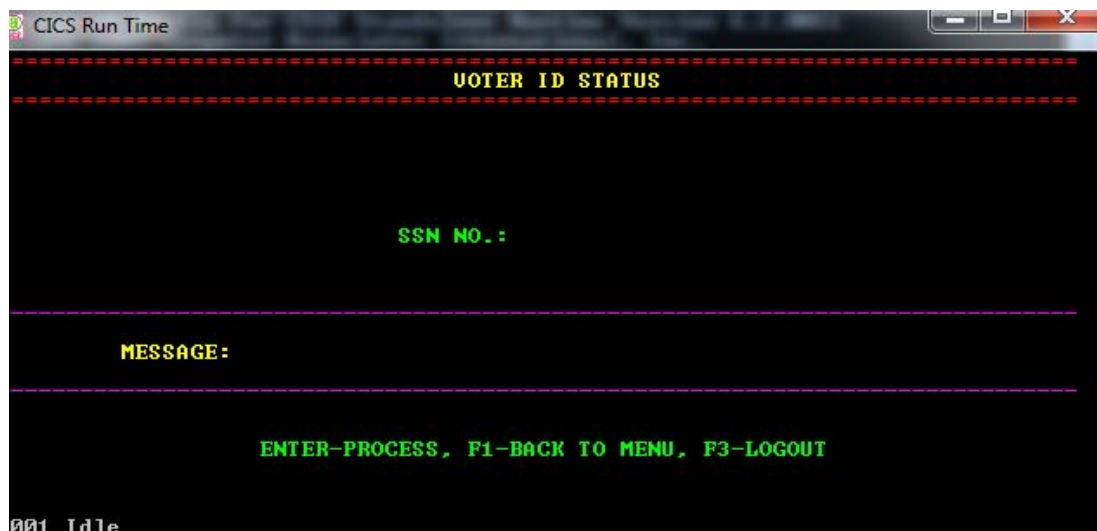 CICS Run Time
================================================================================
VOTER ID STATUS
================================================================================
SSN NO.:
MESSAGE:
ENTER-PROCESS, F1-BACK TO MENU, F3-LOGOUT
001 Idle